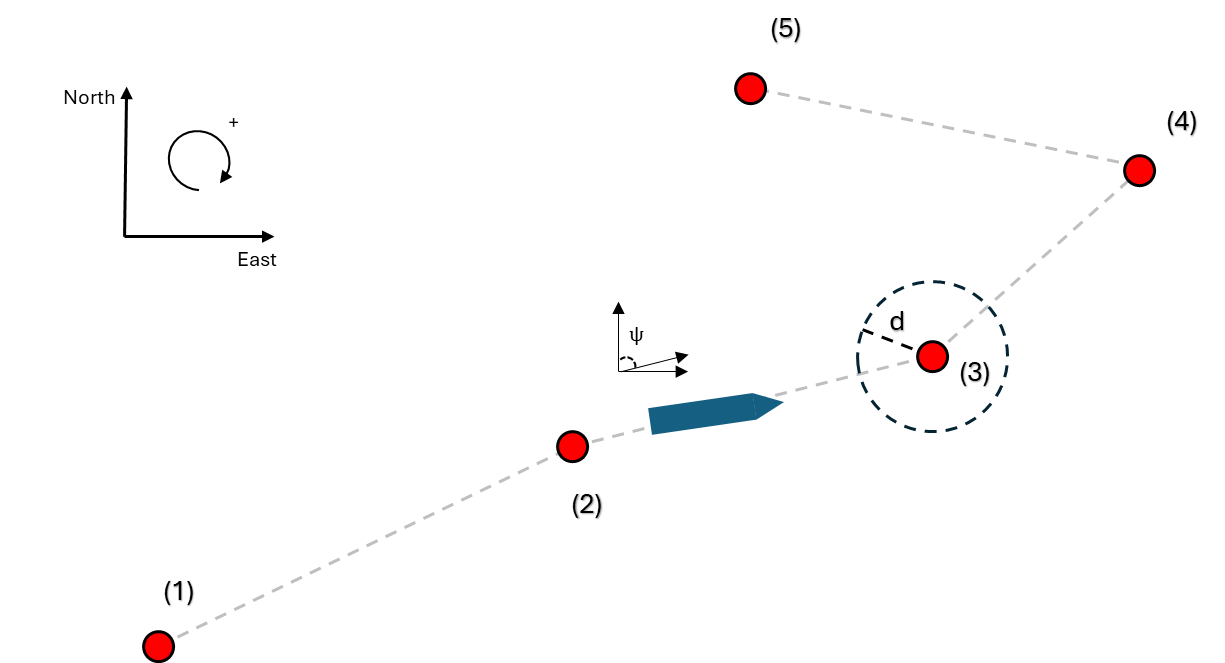 (5)
North
+
(4)
East
d
ψ
(3)
(2)
(1)